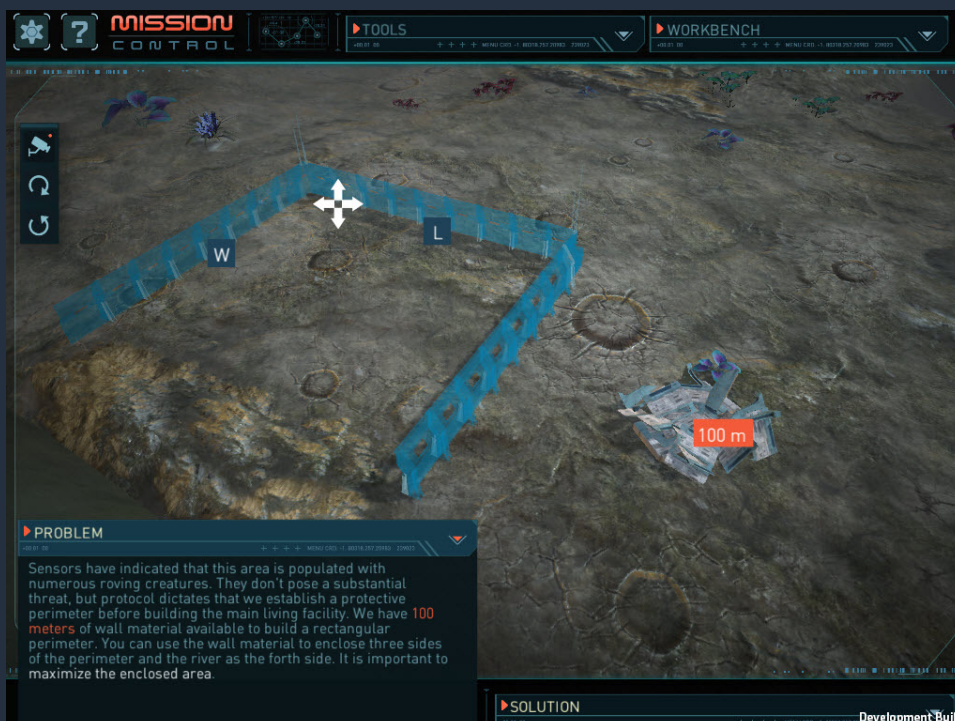 ?
MISSION
CONTROL
TOOLS
WORKBENCH
W
L
100 m
PROBLEM
Sensors have indicated that this area is populated with
numerous roving creatures. They don't pose a substantial
threat, but protocol dictates that we establish a protective
perimeter before building the main living facility. We have 100
meters of wall material available to build a rectangular
perimeter. You can use the wall material to enclose three sides
of the perimeter and the river as the forth side. It is important to
maximize the enclosed area.
SOLUTION
Development Buil